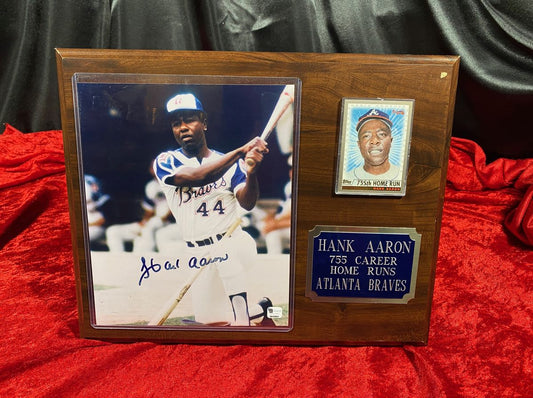 Braves
44
Hank Aaron
755th HOME RUN
HANK AARON
755 CAREER
HOME RUNS
ATLANTA BRAVES